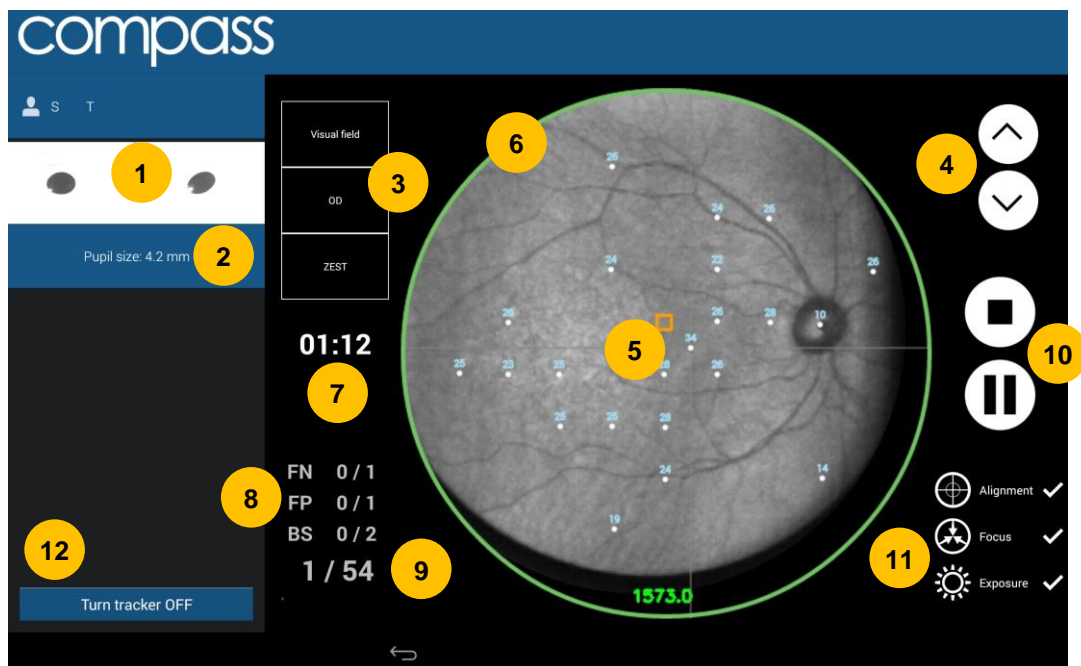 compass
S T
1
Pupil size: 4.2 mm
2
12
Turn tracker OFF
Visual field
OD
3
ZEST
01:12
7
8
FN 0 / 1
FP 0 / 1
BS 0 / 2
1 / 54
9
6
26
24
26
24
22
26
26
26
28
10
34
5
25
23
25
28
26
25
25
28
24
14
19
1573.0
4
10
11
Alignment
Focus
Exposure